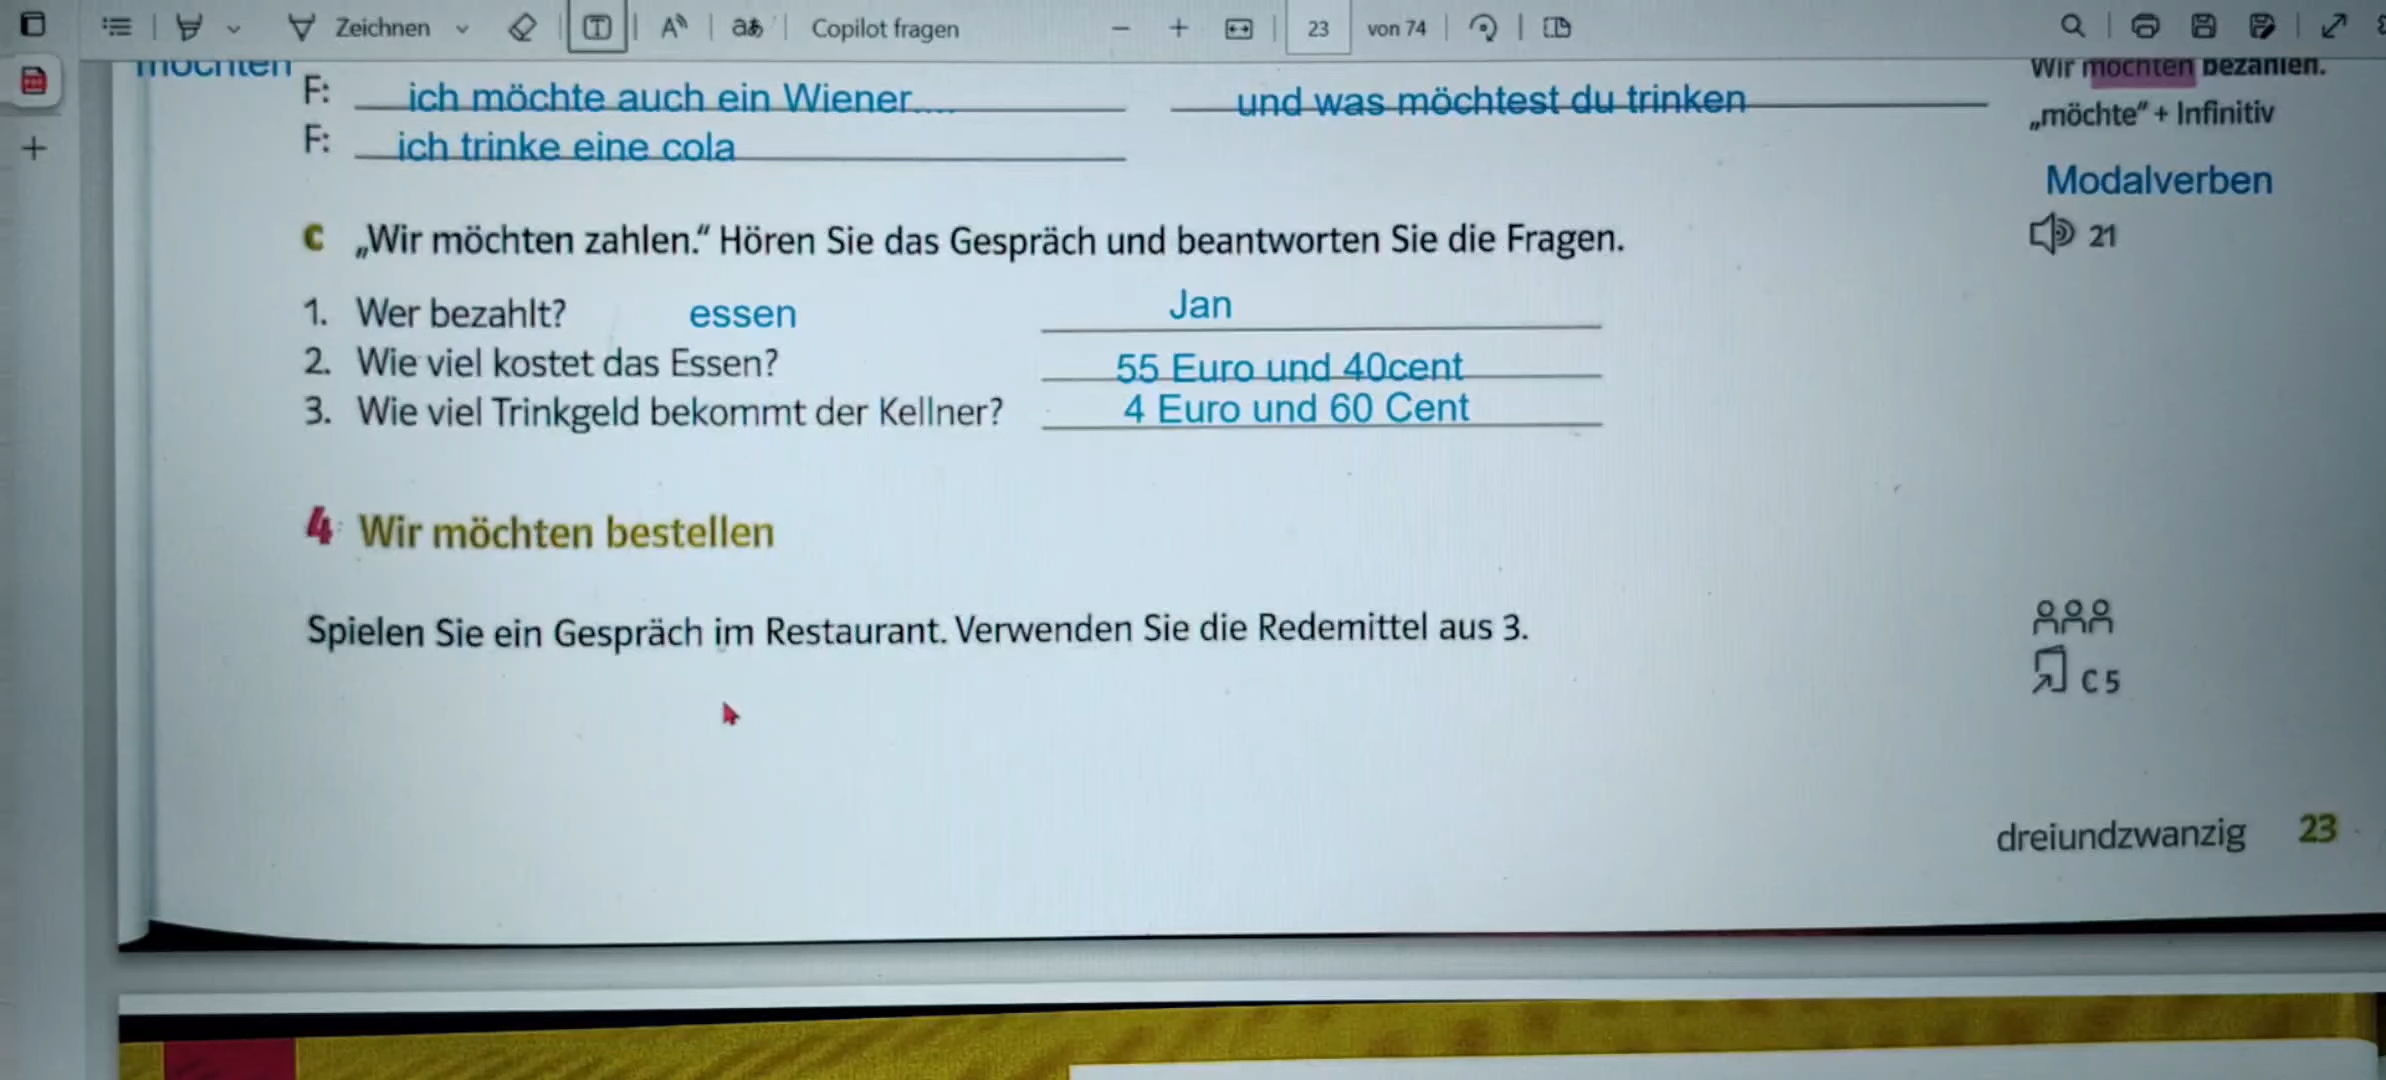 Zeichnen
Copilot fragen
23 von 74
möchten
F: ich möchte auch ein Wiener.... und was möchtest du trinken
F: ich trinke eine cola
Wir möchten bezahlen.
„möchte" + Infinitiv
Modalverben
C „Wir möchten zahlen." Hören Sie das Gespräch und beantworten Sie die Fragen.
21
1. Wer bezahlt? essen Jan
2. Wie viel kostet das Essen? 55 Euro und 40cent
3. Wie viel Trinkgeld bekommt der Kellner? 4 Euro und 60 Cent
4 Wir möchten bestellen
Spielen Sie ein Gespräch im Restaurant. Verwenden Sie die Redemittel aus 3.
C 5
dreiundzwanzig 23